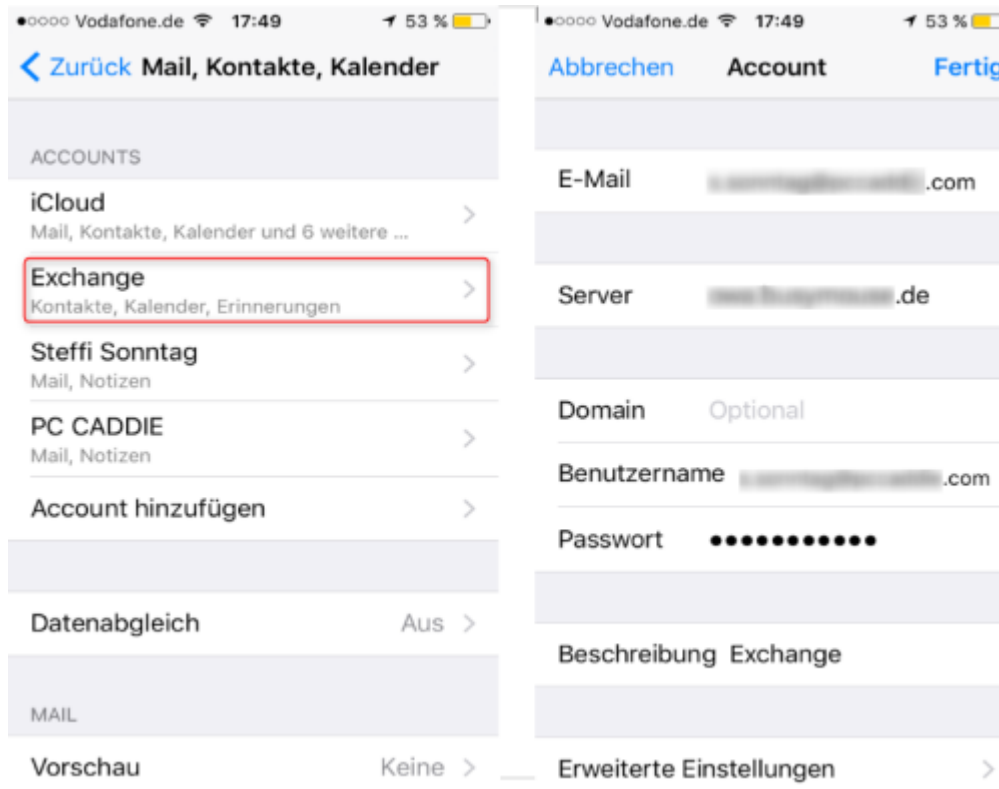 Vodafone.de 17:49 53 %
Zurück Mail, Kontakte, Kalender
ACCOUNTS
iCloud
Mail, Kontakte, Kalender und 6 weitere ...
Exchange
Kontakte, Kalender, Erinnerungen
Steffi Sonntag
Mail, Notizen
PC CADDIE
Mail, Notizen
Account hinzufügen
Datenabgleich Aus
MAIL
Vorschau Keine
Vodafone.de 17:49 53 %
Abbrechen Account Fertig
E-Mail .com
Server .de
Domain Optional
Benutzername .com
Passwort ●●●●●●●●●●●
Beschreibung Exchange
Erweiterte Einstellungen